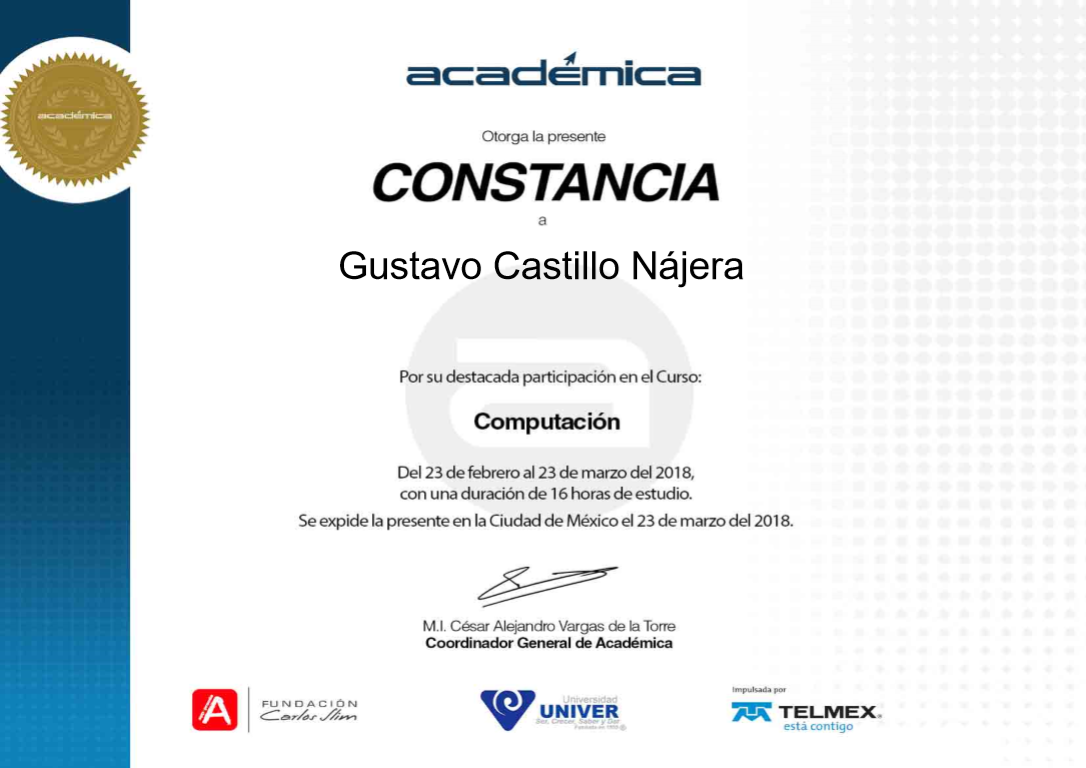 académica
académica
Otorga la presente
CONSTANCIA
a
Gustavo Castillo Nájera
Por su destacada participación en el Curso:
Computación
Del 23 de febrero al 23 de marzo del 2018,
con una duración de 16 horas de estudio.
Se expide la presente en la Ciudad de México el 23 de marzo del 2018.
M.I. César Alejandro Vargas de la Torre
Coordinador General de Académica
FUNDACIÓN
Carlos Slim
Universidad
UNIVER
Ser, Crecer, Saber y Dar
Fundada en 1959 ®
Impulsada por
TELMEX®
está contigo